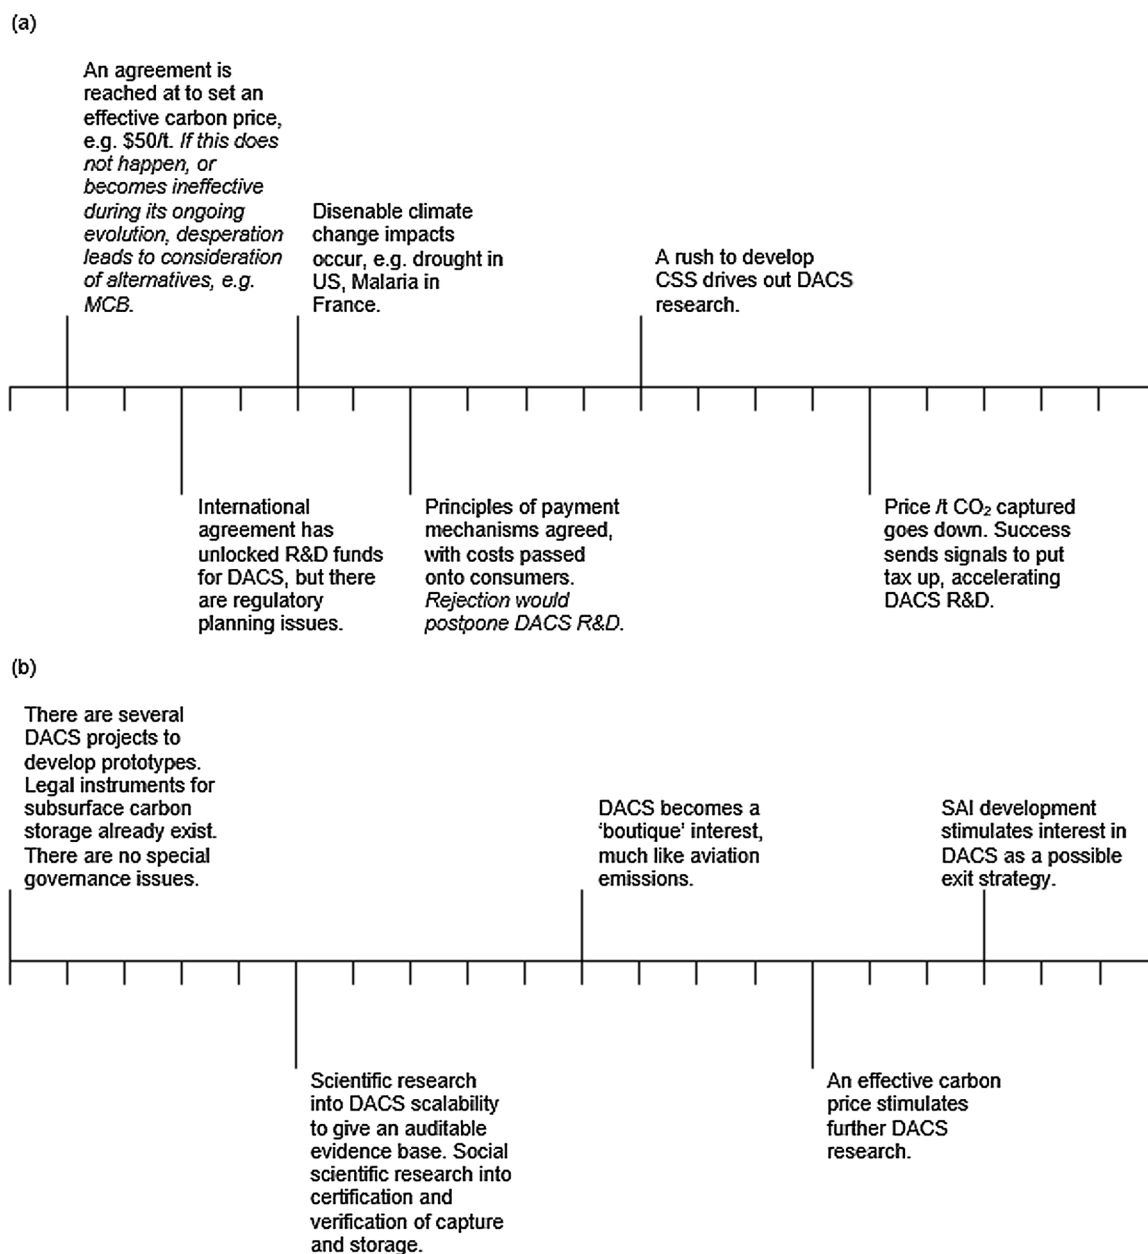 (a)
An agreement is
reached at to set an
effective carbon price,
e.g. $50/t. If this does
not happen, or
becomes ineffective
during its ongoing
evolution, desperation
leads to consideration
of alternatives, e.g.
MCB.
Disenable climate
change impacts
occur, e.g. drought in
US, Malaria in
France.
A rush to develop
CSS drives out DACS
research.
International
agreement has
unlocked R&D funds
for DACS, but there
are regulatory
planning issues.
Principles of payment
mechanisms agreed,
with costs passed
onto consumers.
Rejection would
postpone DACS R&D.
Price /t CO₂ captured
goes down. Success
sends signals to put
tax up, accelerating
DACS R&D.
(b)
There are several
DACS projects to
develop prototypes.
Legal instruments for
subsurface carbon
storage already exist.
There are no special
governance issues.
DACS becomes a
‘boutique’ interest,
much like aviation
emissions.
SAI development
stimulates interest in
DACS as a possible
exit strategy.
Scientific research
into DACS scalability
to give an auditable
evidence base. Social
scientific research into
certification and
verification of capture
and storage.
An effective carbon
price stimulates
further DACS
research.